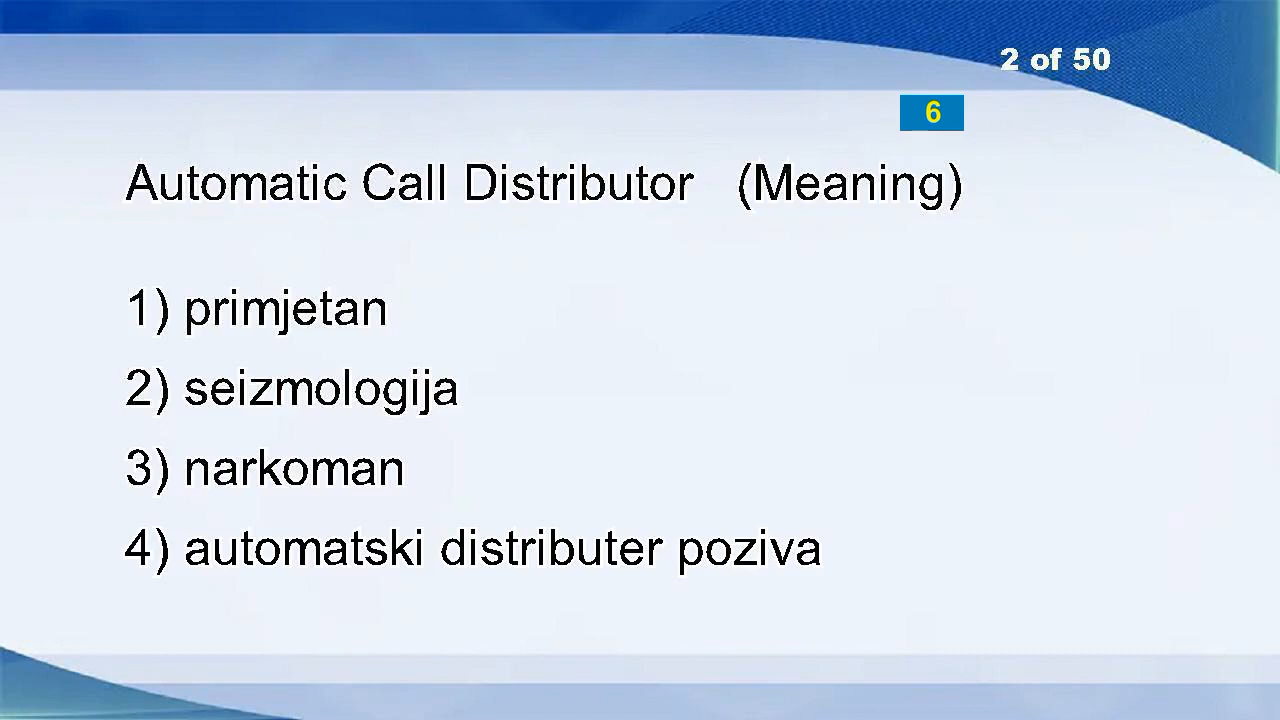 2 of 50
6
Automatic Call Distributor (Meaning)
1) primjetan
2) seizmologija
3) narkoman
4) automatski distributer poziva